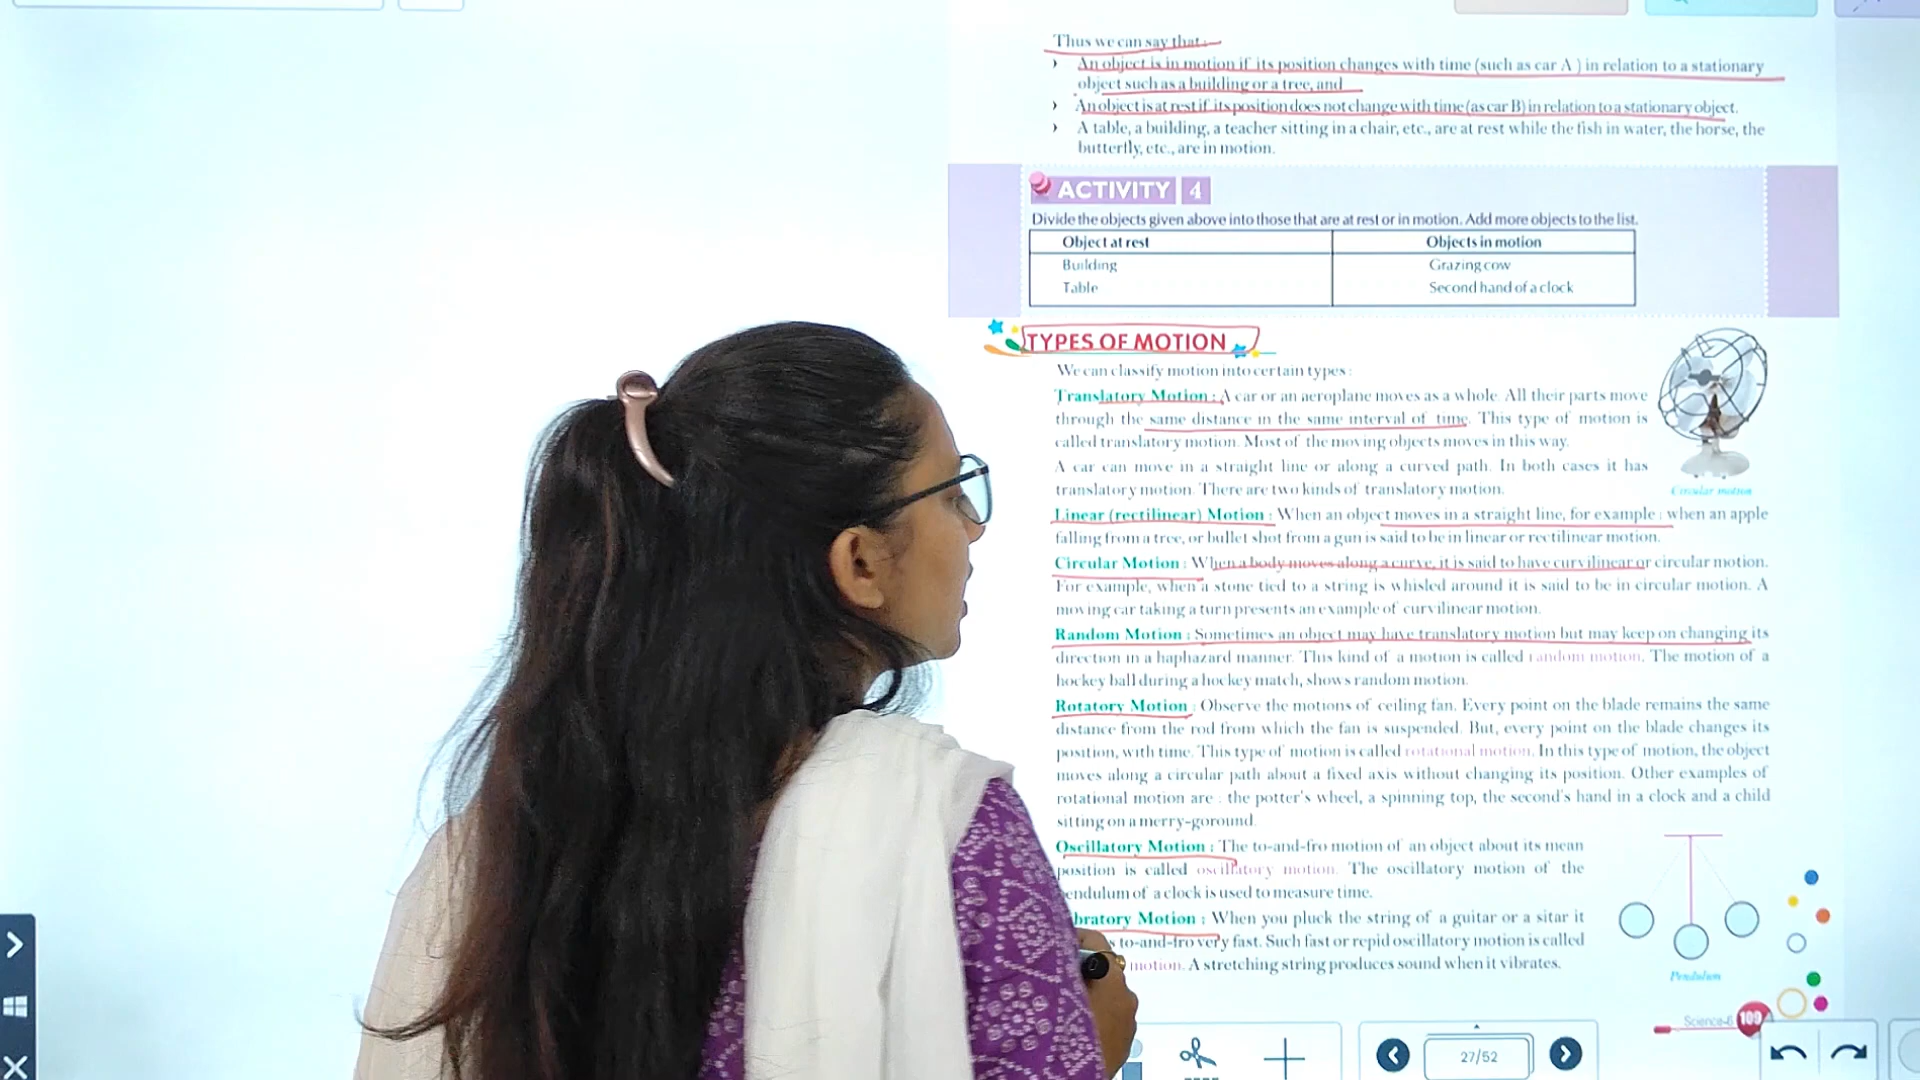 Thus we can say that :
› An object is in motion if its position changes with time (such as car A ) in relation to a stationary
object such as a building or a tree, and
› An object is at rest if its position does not change with time (as car B) in relation to a stationary object.
› A table, a building, a teacher sitting in a chair, etc., are at rest while the fish in water, the horse, the
butterfly, etc., are in motion.
ACTIVITY 4
Divide the objects given above into those that are at rest or in motion. Add more objects to the list.
Object at rest Objects in motion
Building Grazing cow
Table Second hand of a clock
TYPES OF MOTION
We can classify motion into certain types :
Translatory Motion : A car or an aeroplane moves as a whole. All their parts move
through the same distance in the same interval of time. This type of motion is
called translatory motion. Most of the moving objects moves in this way.
A car can move in a straight line or along a curved path. In both cases it has
translatory motion. There are two kinds of translatory motion.
Circular motion
Linear (rectilinear) Motion : When an object moves in a straight line, for example : when an apple
falling from a tree, or bullet shot from a gun is said to be in linear or rectilinear motion.
Circular Motion : When a body moves along a curve, it is said to have curvilinear or circular motion.
For example, when a stone tied to a string is whisled around it is said to be in circular motion. A
moving car taking a turn presents an example of curvilinear motion.
Random Motion : Sometimes an object may have translatory motion but may keep on changing its
direction in a haphazard manner. This kind of a motion is called random motion. The motion of a
hockey ball during a hockey match, shows random motion.
Rotatory Motion : Observe the motions of ceiling fan. Every point on the blade remains the same
distance from the rod from which the fan is suspended. But, every point on the blade changes its
position, with time. This type of motion is called rotational motion. In this type of motion, the object
moves along a circular path about a fixed axis without changing its position. Other examples of
rotational motion are : the potter's wheel, a spinning top, the second's hand in a clock and a child
sitting on a merry-goround.
Oscillatory Motion : The to-and-fro motion of an object about its mean
position is called oscillatory motion. The oscillatory motion of the
endulum of a clock is used to measure time.
bratory Motion : When you pluck the string of a guitar or a sitar it
s to-and-fro very fast. Such fast or repid oscillatory motion is called
motion. A stretching string produces sound when it vibrates.
Pendulum
Science-6 109
27/52